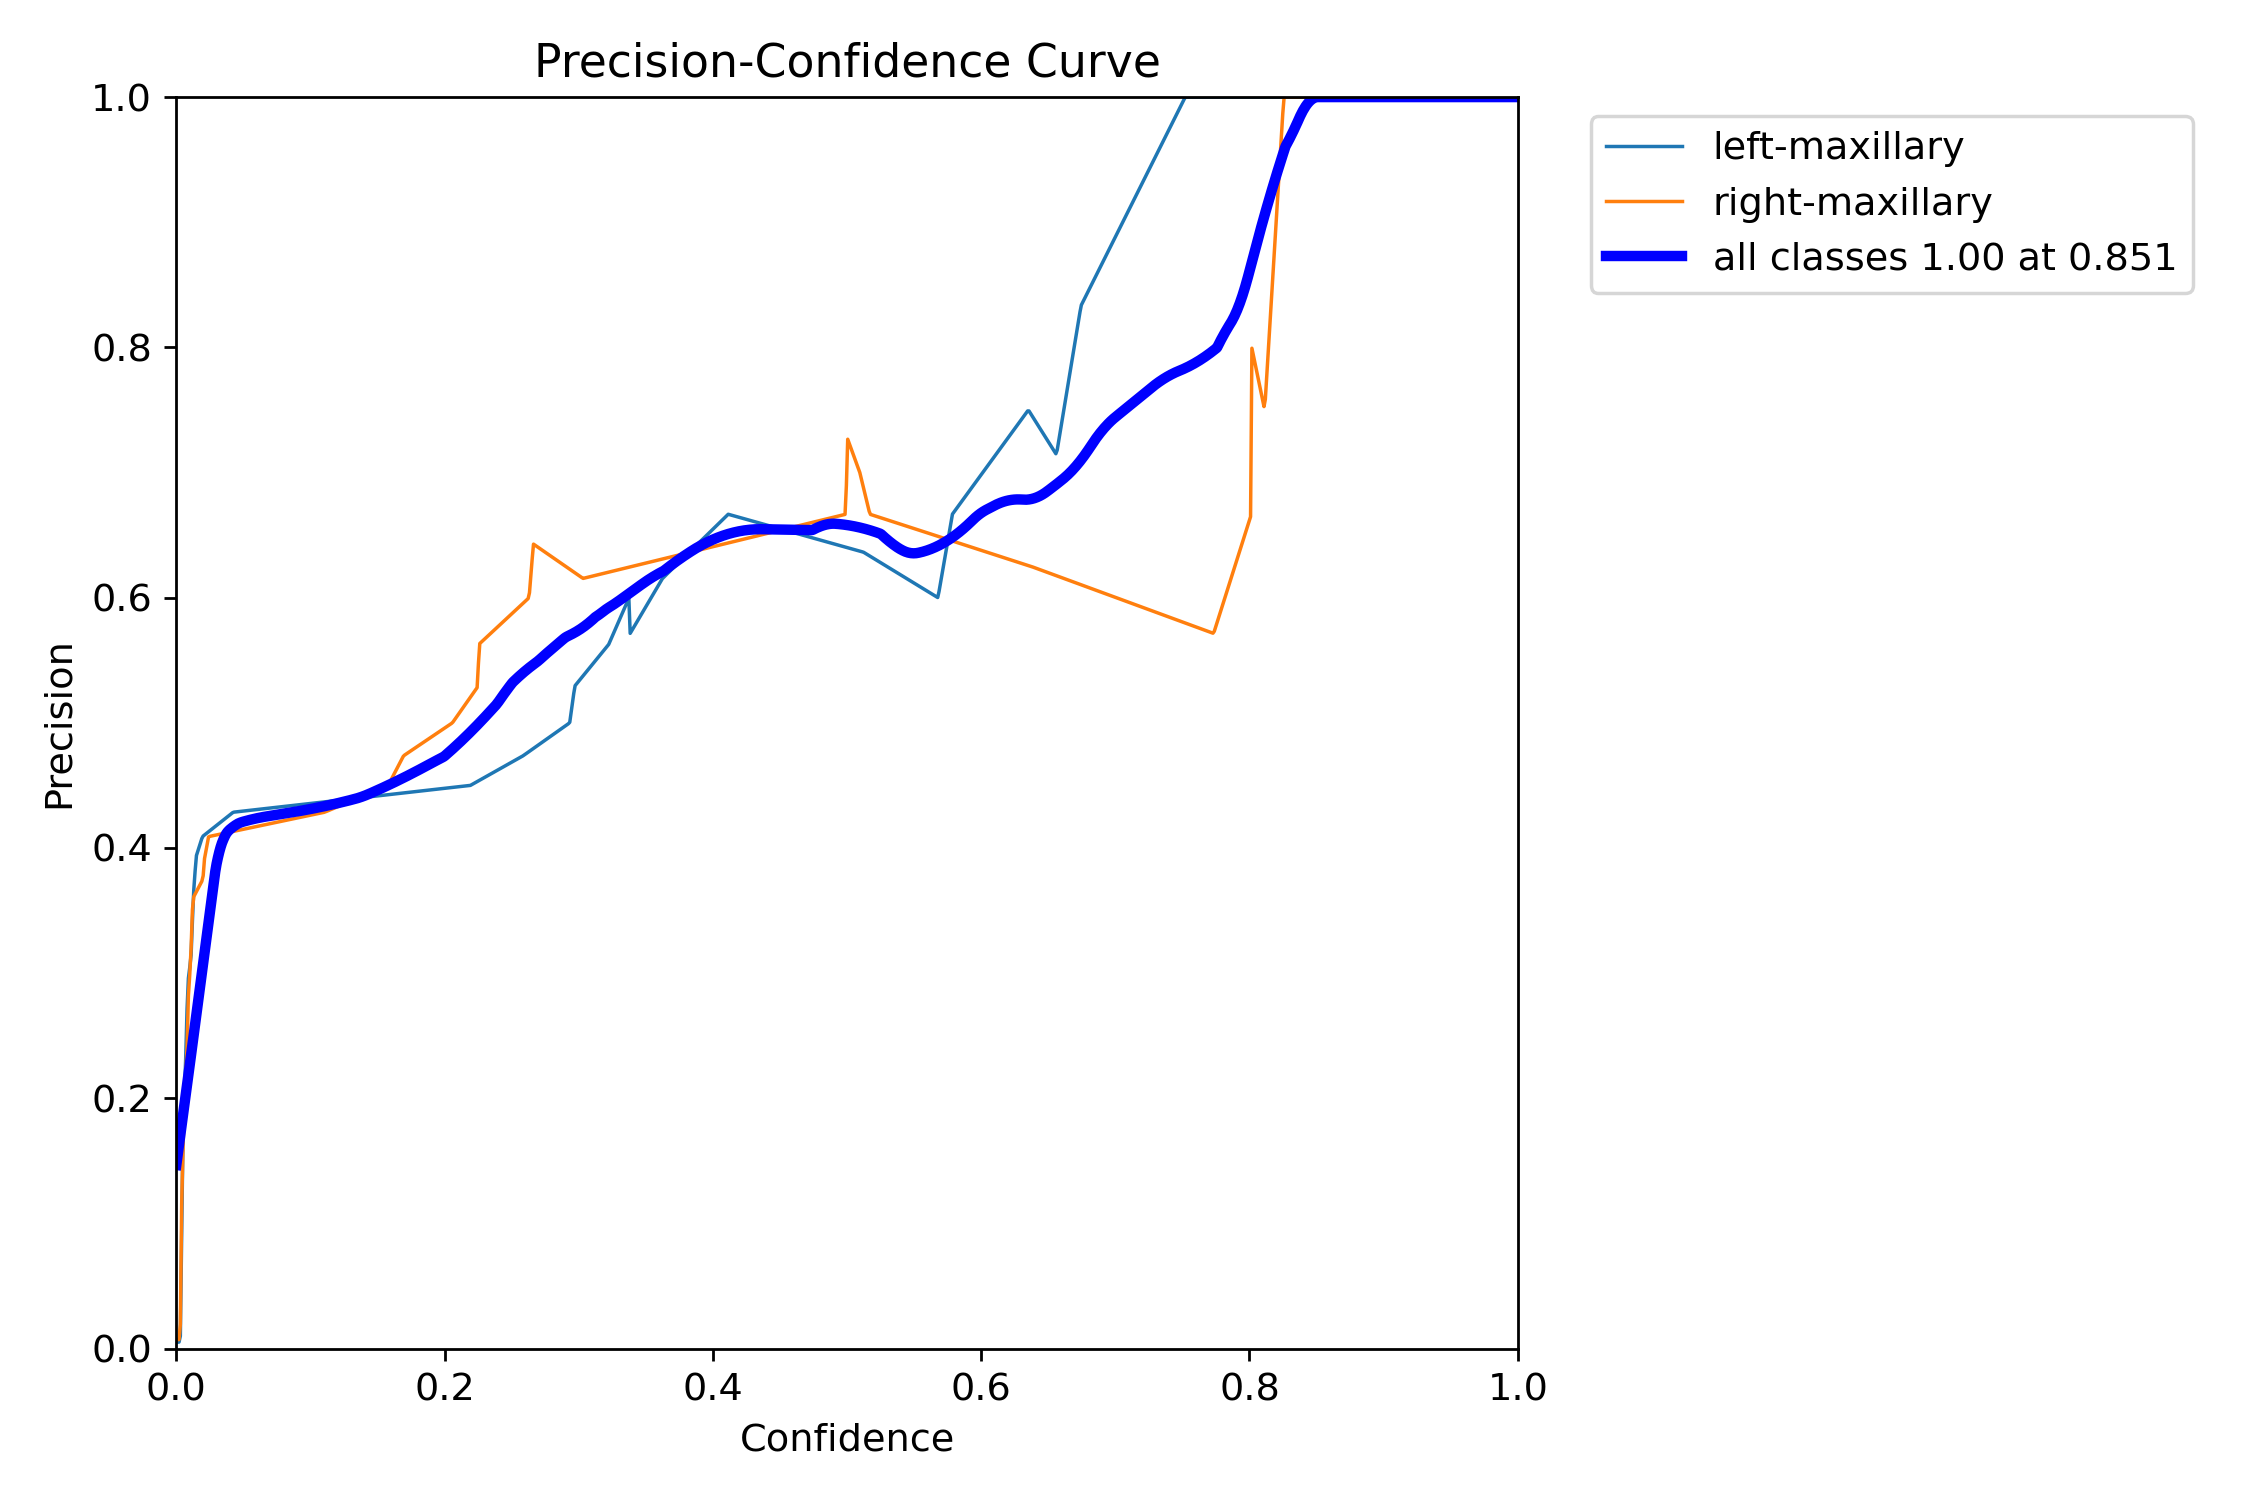 Precision-Confidence Curve
1.0
0.8
0.6
0.4
0.2
0.0
Precision
0.0 0.2 0.4 0.6 0.8 1.0
Confidence
left-maxillary
right-maxillary
all classes 1.00 at 0.851